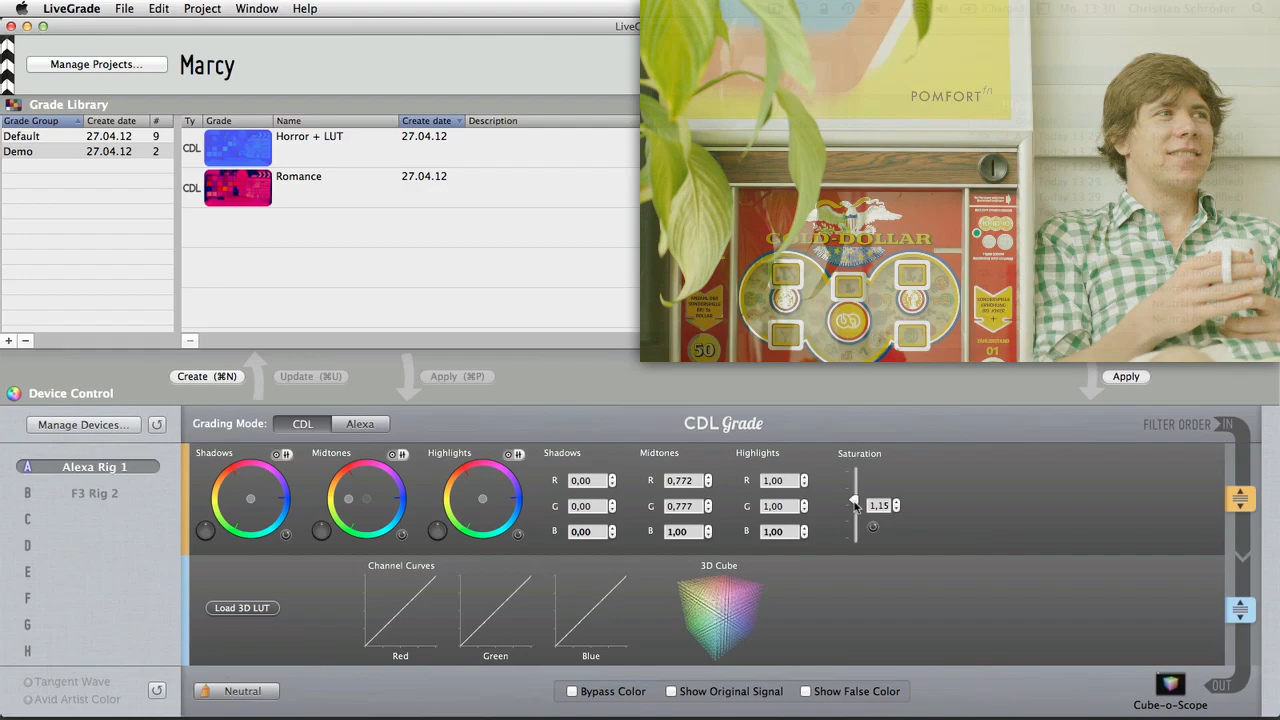 LiveGrade File Edit Project Window Help
Manage Projects... Marcy
POMFORT fn
Grade Library
Grade Group Create date # Ty Grade Name Create date Description
Default 27.04.12 9 CDL Horror + LUT 27.04.12
Demo 27.04.12 2
CDL Romance 27.04.12
GOLD-DOLLAR
50
01
+ - -
Create (⌘N) Update (⌘U) Apply (⌘P) Apply
Device Control
Manage Devices... Grading Mode: CDL Alexa CDL Grade FILTER ORDER IN
Shadows Midtones Highlights Shadows Midtones Highlights Saturation
A Alexa Rig 1
R 0,00 R 0,772 R 1,00
B F3 Rig 2
G 0,00 G 0,777 G 1,00 1,15
C
B 0,00 B 1,00 B 1,00
D
E
Channel Curves 3D Cube
F
G
Load 3D LUT
H
Red Green Blue
Tangent Wave
Avid Artist Color
Neutral Bypass Color Show Original Signal Show False Color OUT
Cube-o-Scope